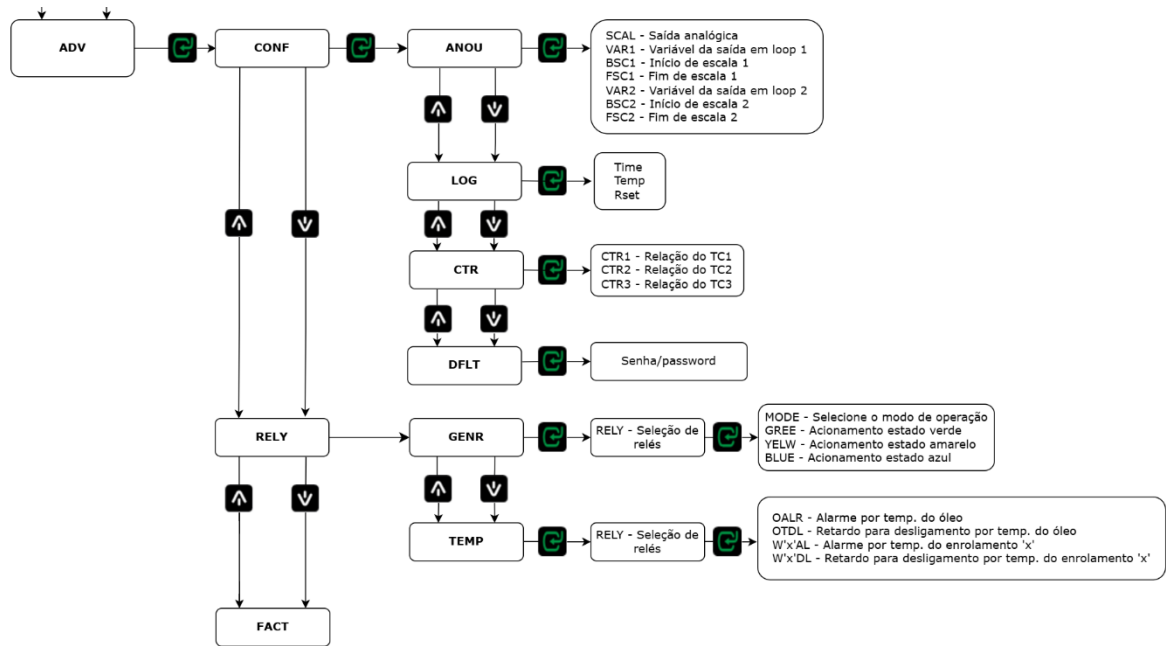 ADV
CONF
ANOU
SCAL - Saída analógica
VAR1 - Variável da saída em loop 1
BSC1 - Início de escala 1
FSC1 - Fim de escala 1
VAR2 - Variável da saída em loop 2
BSC2 - Início de escala 2
FSC2 - Fim de escala 2
LOG
Time
Temp
Rset
CTR
CTR1 - Relação do TC1
CTR2 - Relação do TC2
CTR3 - Relação do TC3
DFLT
Senha/password
RELY
GENR
RELY - Seleção de
relés
MODE - Selecione o modo de operação
GREE - Acionamento estado verde
YELW - Acionamento estado amarelo
BLUE - Acionamento estado azul
TEMP
RELY - Seleção de
relés
OALR - Alarme por temp. do óleo
OTDL - Retardo para desligamento por temp. do óleo
W'x'AL - Alarme por temp. do enrolamento 'x'
W'x'DL - Retardo para desligamento por temp. do enrolamento 'x'
FACT